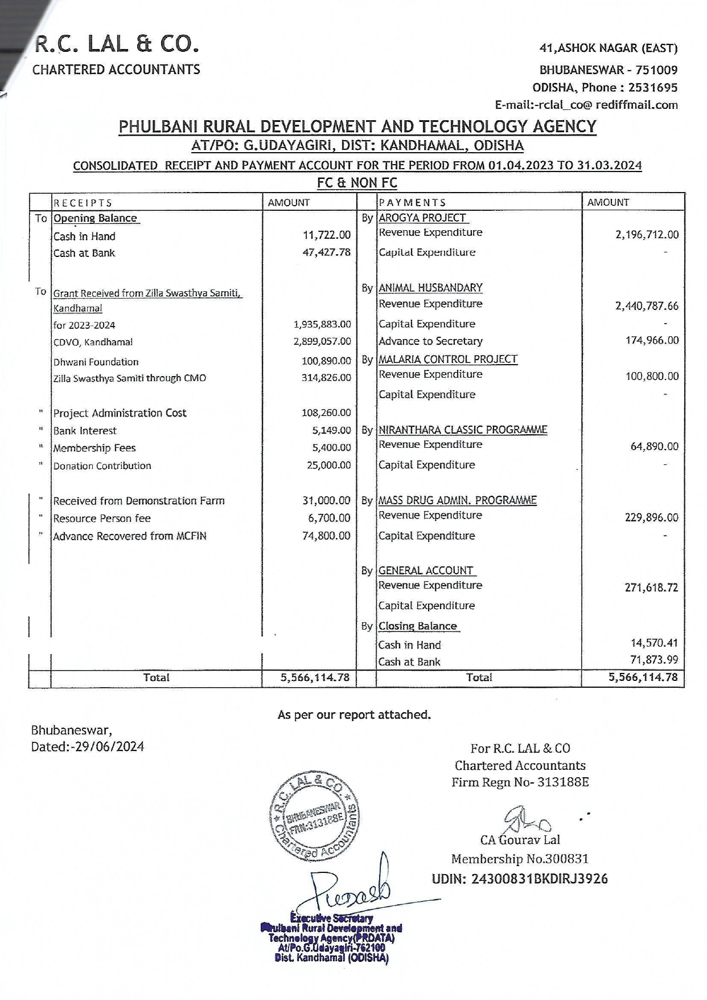 R.C. LAL & CO.
CHARTERED ACCOUNTANTS
41,ASHOK NAGAR (EAST)
BHUBANESWAR - 751009
ODISHA, Phone : 2531695
E-mail:-rclal_co@ rediffmail.com
PHULBANI RURAL DEVELOPMENT AND TECHNOLOGY AGENCY
AT/PO: G.UDAYAGIRI, DIST: KANDHAMAL, ODISHA
CONSOLIDATED RECEIPT AND PAYMENT ACCOUNT FOR THE PERIOD FROM 01.04.2023 TO 31.03.2024
FC & NON FC
RECEIPTS AMOUNT PAYMENTS AMOUNT
To Opening Balance By AROGYA PROJECT
Cash in Hand 11,722.00 Revenue Expenditure 2,196,712.00
Cash at Bank 47,427.78 Capital Expenditure -
To Grant Received from Zilla Swasthya Samiti, By ANIMAL HUSBANDARY
Kandhamal Revenue Expenditure 2,440,787.66
for 2023-2024 1,935,883.00 Capital Expenditure -
CDVO, Kandhamal 2,899,057.00 Advance to Secretary 174,966.00
Dhwani Foundation 100,890.00 By MALARIA CONTROL PROJECT
Zilla Swasthya Samiti through CMO 314,826.00 Revenue Expenditure 100,800.00
Capital Expenditure -
" Project Administration Cost 108,260.00
" Bank Interest 5,149.00 By NIRANTHARA CLASSIC PROGRAMME
" Membership Fees 5,400.00 Revenue Expenditure 64,890.00
" Donation Contribution 25,000.00 Capital Expenditure -
" Received from Demonstration Farm 31,000.00 By MASS DRUG ADMIN. PROGRAMME
" Resource Person fee 6,700.00 Revenue Expenditure 229,896.00
" Advance Recovered from MCFIN 74,800.00 Capital Expenditure -
By GENERAL ACCOUNT
Revenue Expenditure 271,618.72
Capital Expenditure
By Closing Balance
Cash in Hand 14,570.41
Cash at Bank 71,873.99
Total 5,566,114.78 Total 5,566,114.78
As per our report attached.
Bhubaneswar,
Dated:-29/06/2024
For R.C. LAL & CO
Chartered Accountants
Firm Regn No- 313188E
CA Gourav Lal
Membership No.300831
UDIN: 24300831BKDIRJ3926
R.C. LAL & CO.
BHUBANESWAR
FRN:313188E
Chartered Accountants
Executive Secretary
Phulbani Rural Development and
Technology Agency(PRDATA)
At/Po.G.Udayagiri-762100
Dist. Kandhamal (ODISHA)